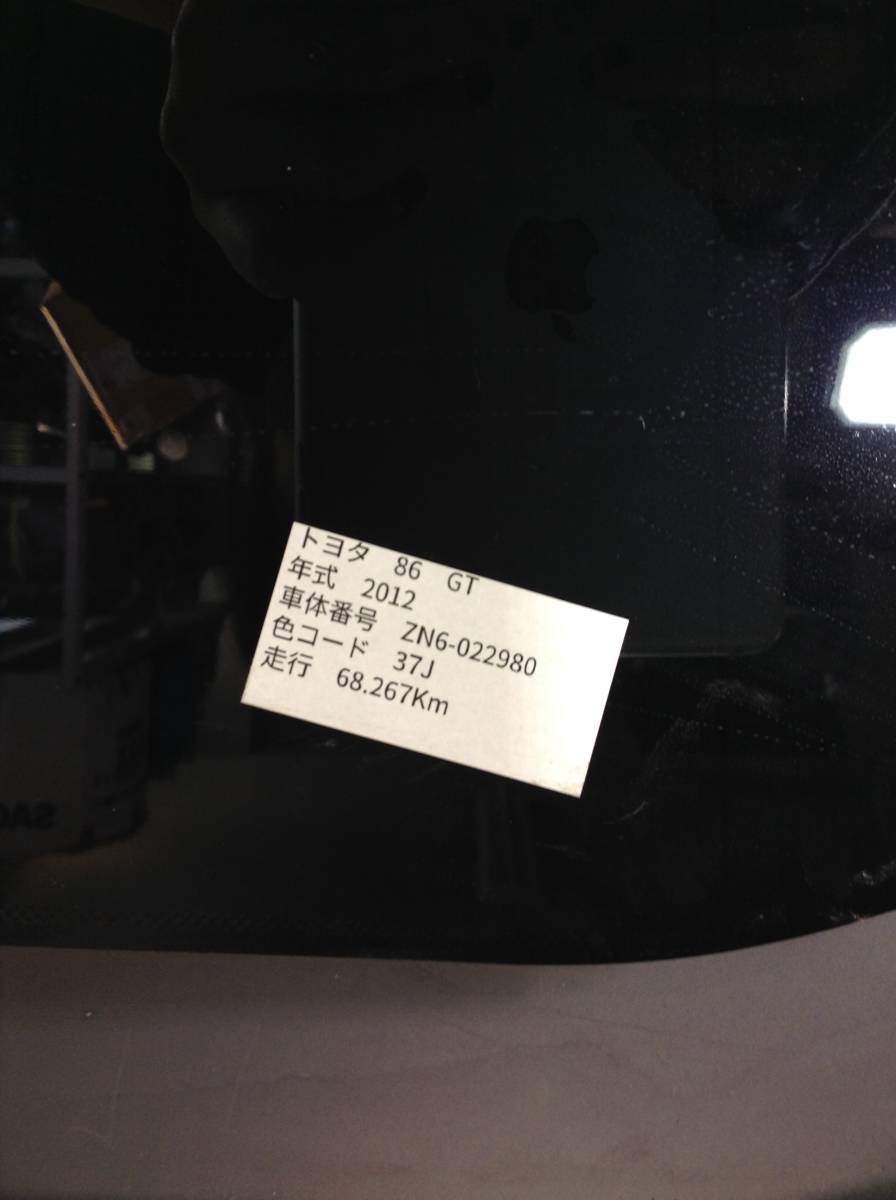 トヨタ　86　GT
年式　2012
車体番号　ZN6-022980
色コード　37J
走行　68.267Km